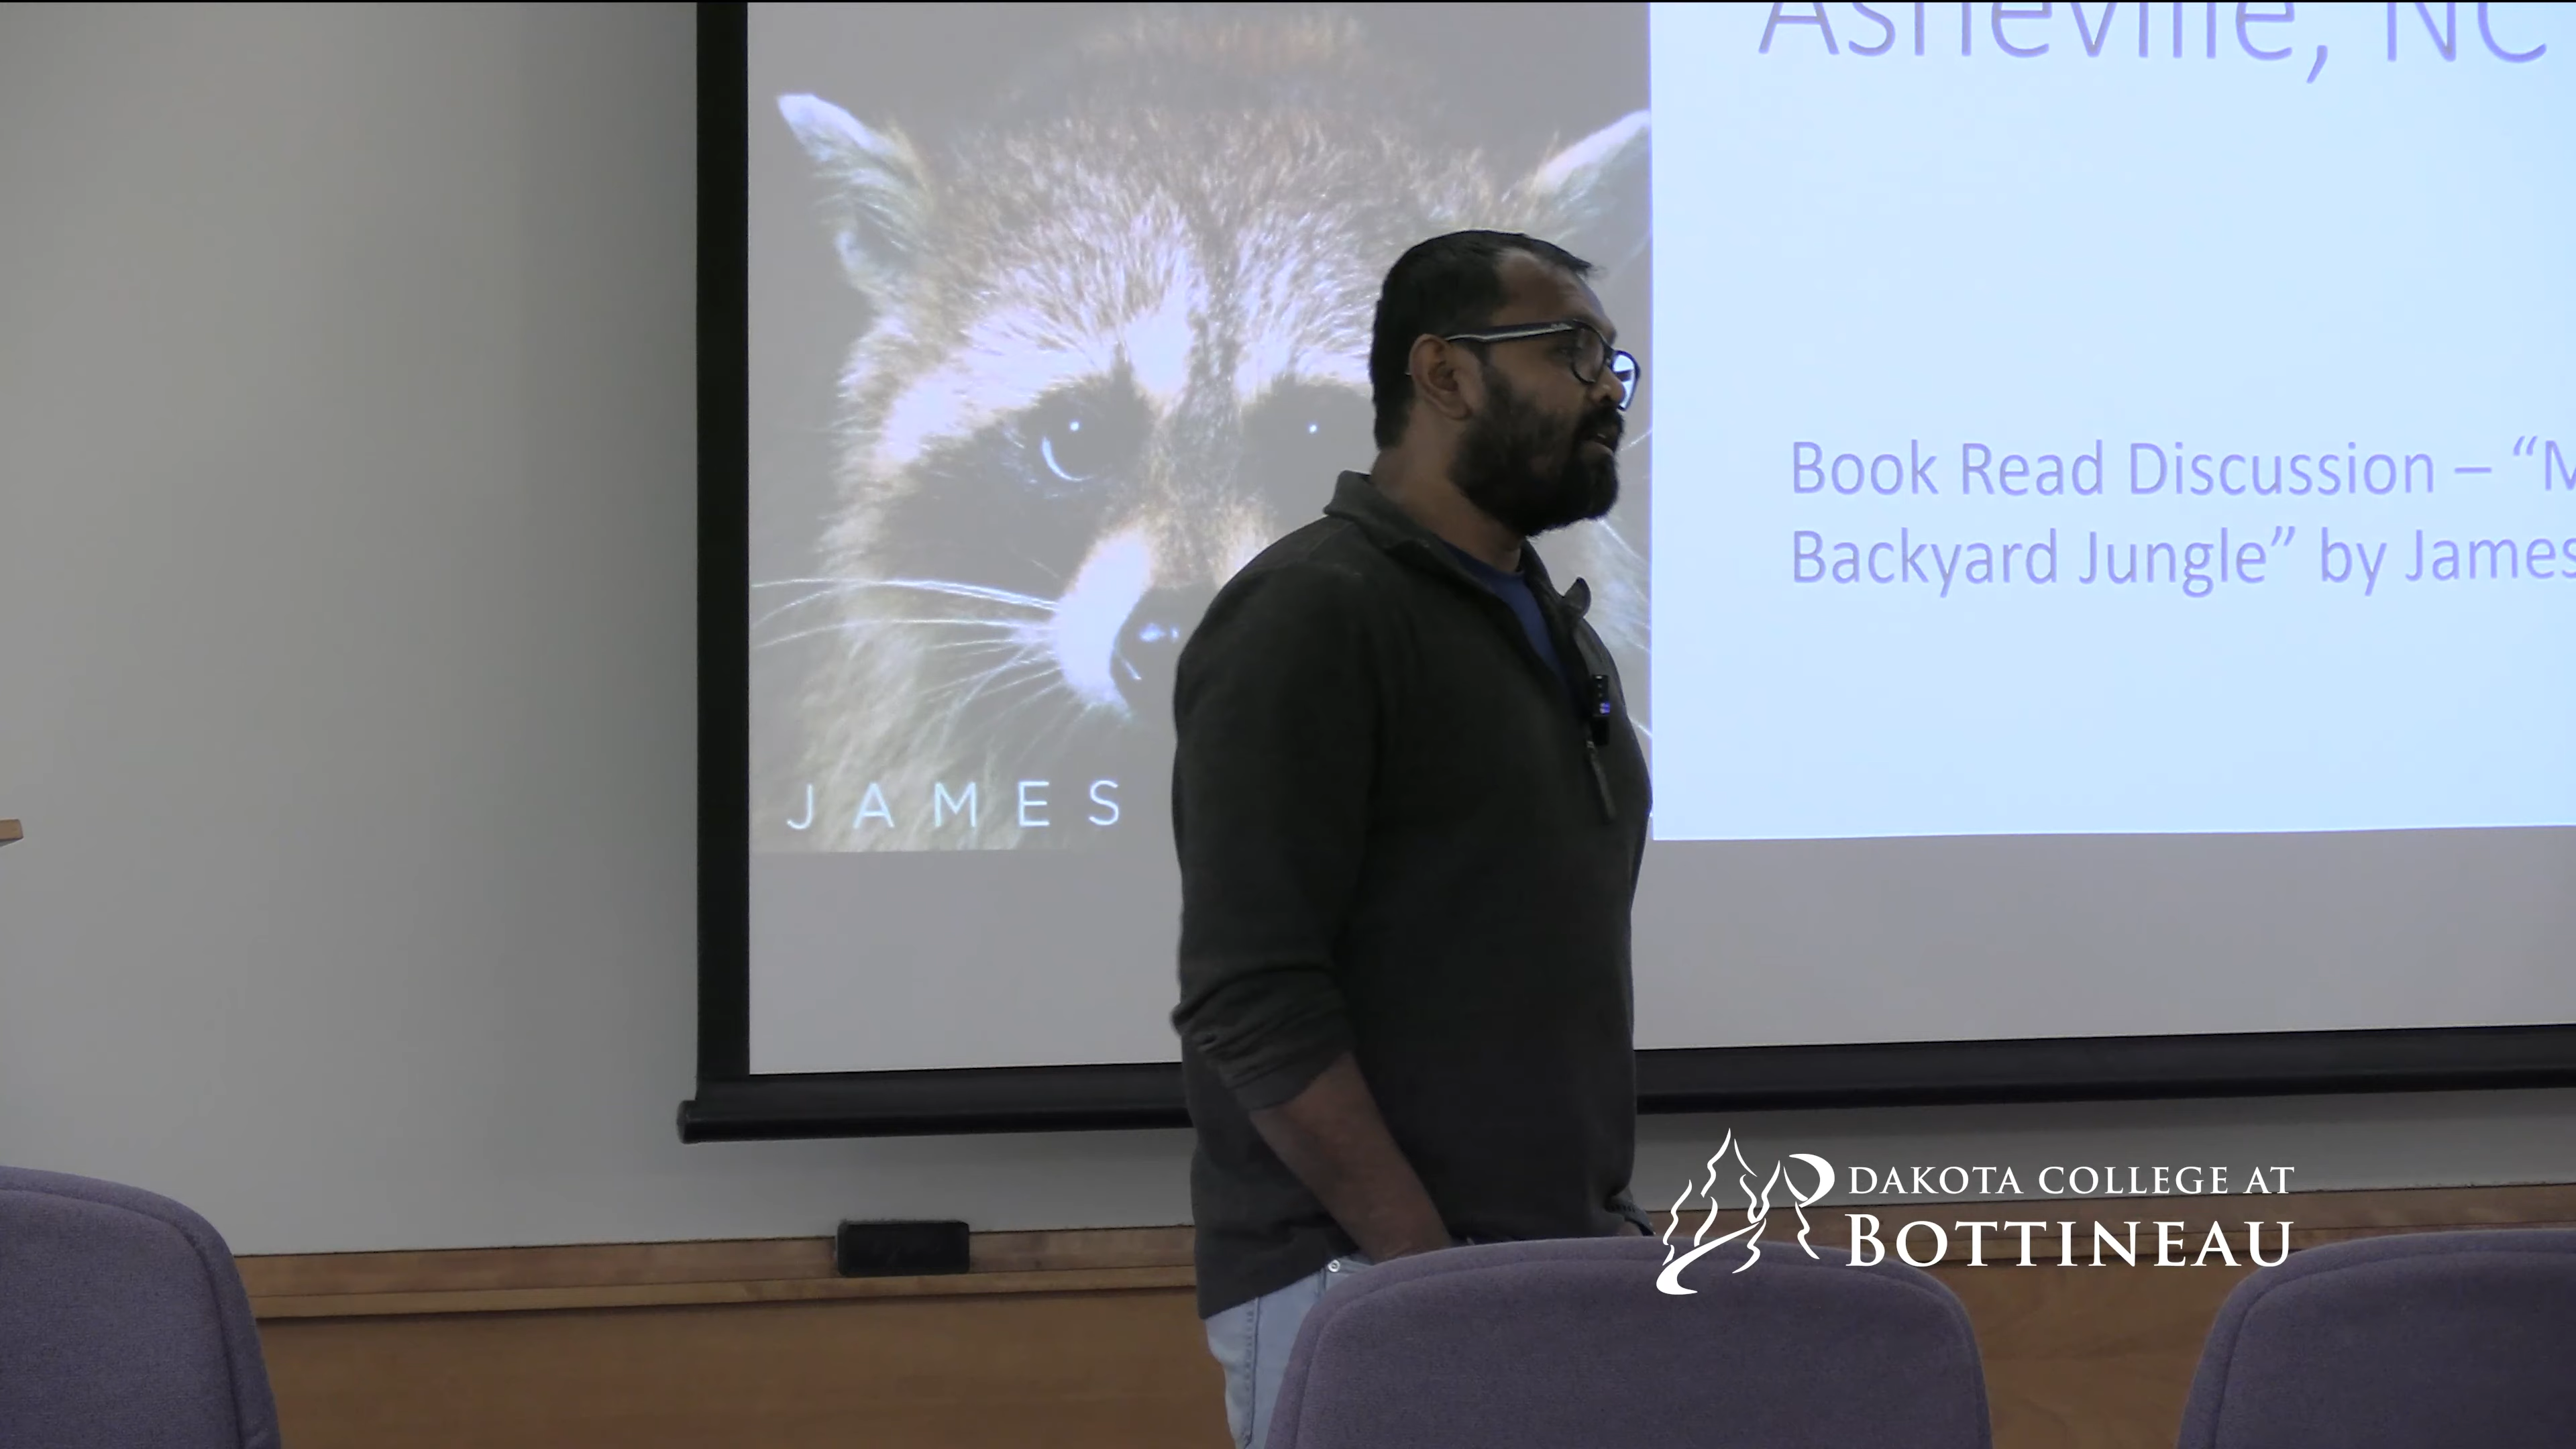 Asheville, NC
Book Read Discussion – “M
Backyard Jungle” by James
JAMES
DAKOTA COLLEGE AT
BOTTINEAU